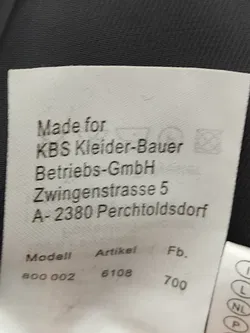 Made for
KBS Kleider-Bauer
Betriebs-GmbH
Zwingenstrasse 5
A- 2380 Perchtoldsdorf
Modell Artikel Fb.
800 002 6108 700